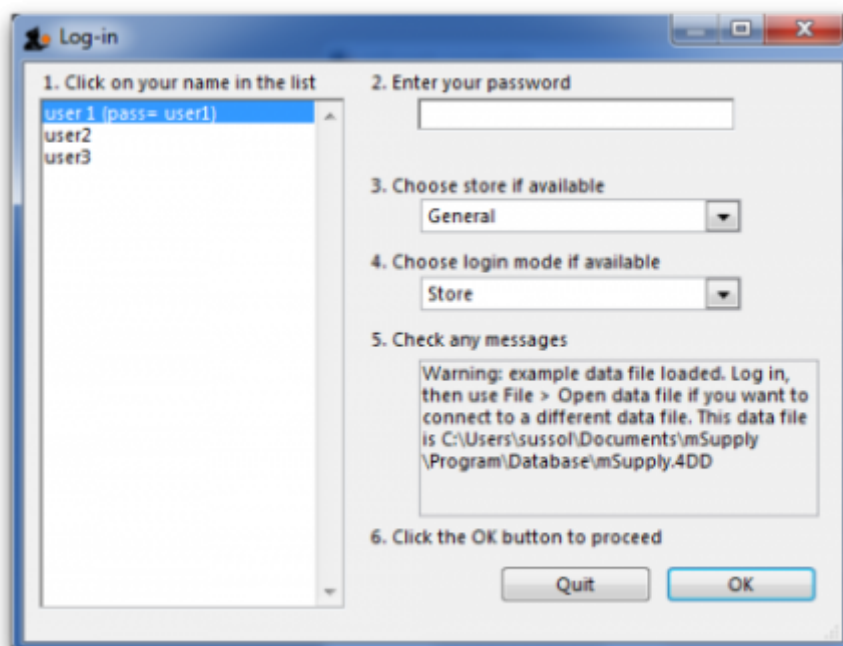 Log-in
1. Click on your name in the list
user 1 (pass= user1)
user2
user3
2. Enter your password
3. Choose store if available
General
4. Choose login mode if available
Store
5. Check any messages
Warning: example data file loaded. Log in,
then use File > Open data file if you want to
connect to a different data file. This data file
is C:\Users\sussol\Documents\mSupply
\Program\Database\mSupply.4DD
6. Click the OK button to proceed
Quit
OK